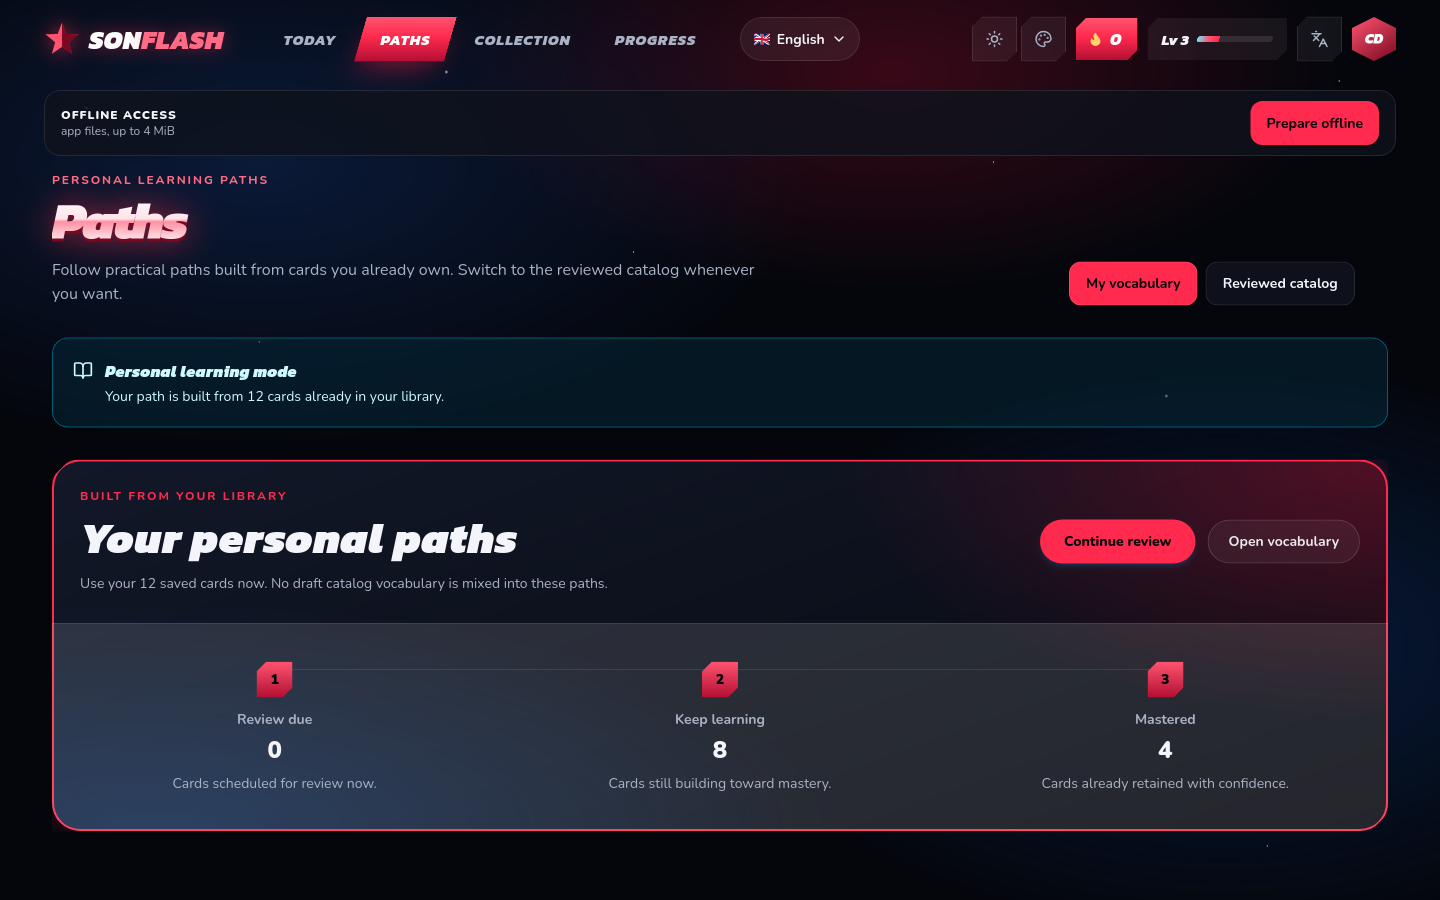 SONFLASH
TODAY
PATHS
COLLECTION
PROGRESS
English
0
Lv 3
CD
OFFLINE ACCESS
app files, up to 4 MiB
Prepare offline
PERSONAL LEARNING PATHS
Paths
Follow practical paths built from cards you already own. Switch to the reviewed catalog whenever
you want.
My vocabulary
Reviewed catalog
Personal learning mode
Your path is built from 12 cards already in your library.
BUILT FROM YOUR LIBRARY
Your personal paths
Use your 12 saved cards now. No draft catalog vocabulary is mixed into these paths.
Continue review
Open vocabulary
1
Review due
0
Cards scheduled for review now.
2
Keep learning
8
Cards still building toward mastery.
3
Mastered
4
Cards already retained with confidence.